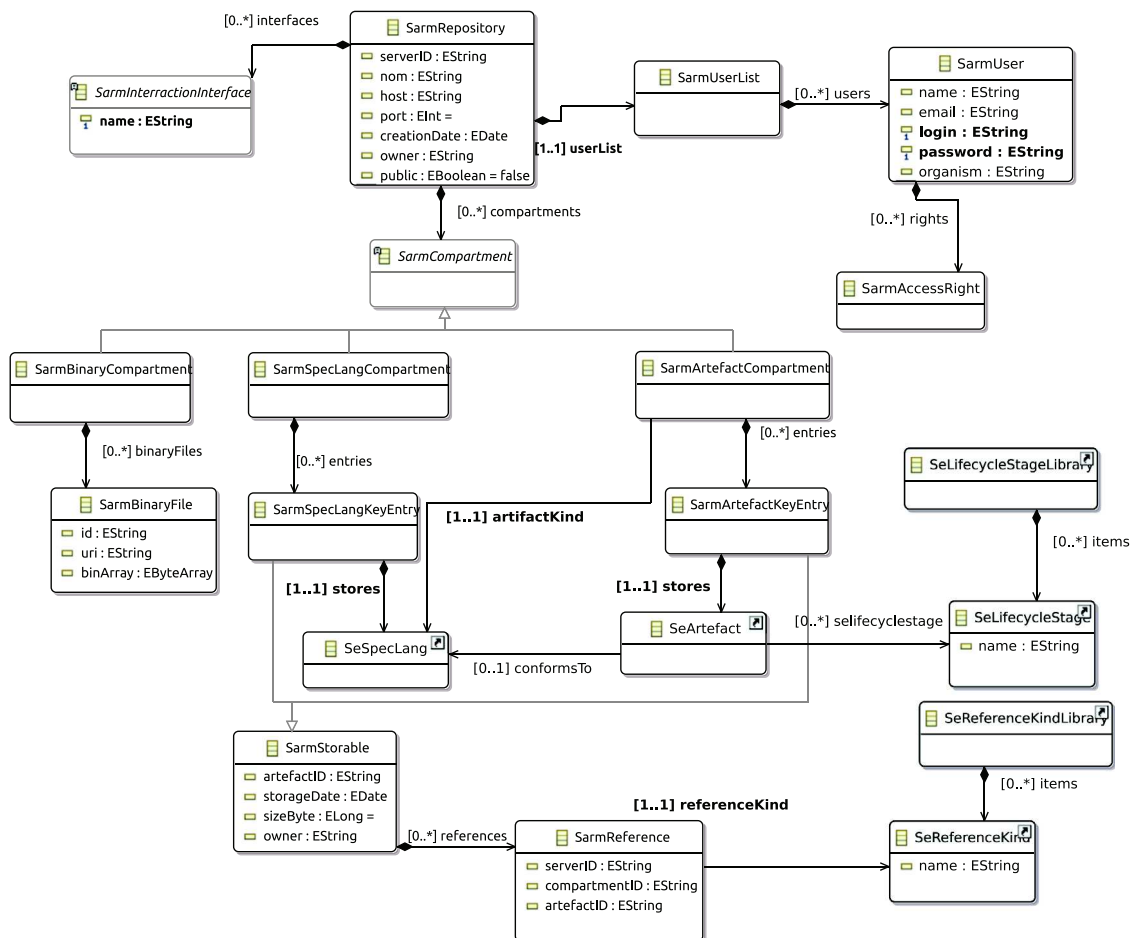 [0..*] interfaces
SarmRepository
serverID : EString
nom : EString
host : EString
port : EInt =
creationDate : EDate
owner : EString
public : EBoolean = false
SarmInterractionInterface
name : EString
SarmUserList
[0..*] users
SarmUser
name : EString
email : EString
login : EString
password : EString
organism : EString
[1..1] userList
[0..*] compartments
[0..*] rights
SarmCompartment
SarmAccessRight
SarmBinaryCompartment
SarmSpecLangCompartment
SarmArtefactCompartment
[0..*] binaryFiles
[0..*] entries
[0..*] entries
SeLifecycleStageLibrary
SarmBinaryFile
id : EString
uri : EString
binArray : EByteArray
SarmSpecLangKeyEntry
[1..1] artifactKind
SarmArtefactKeyEntry
[0..*] items
[1..1] stores
[1..1] stores
SeSpecLang
SeArtefact
[0..*] selifecyclestage
SeLifecycleStage
name : EString
[0..1] conformsTo
SeReferenceKindLibrary
SarmStorable
artefactID : EString
storageDate : EDate
sizeByte : ELong =
owner : EString
[0..*] items
[1..1] referenceKind
[0..*] references
SarmReference
serverID : EString
compartmentID : EString
artefactID : EString
SeReferenceKind
name : EString